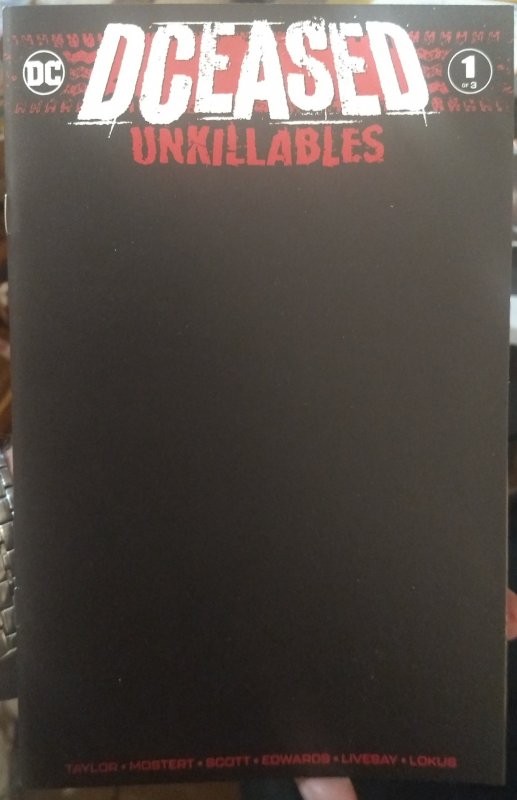 DC
DCEASED
1
OF 3
UNKILLABLES
TAYLOR • MOSTERT • SCOTT • EDWARDS • LIVESAY • LOKUS